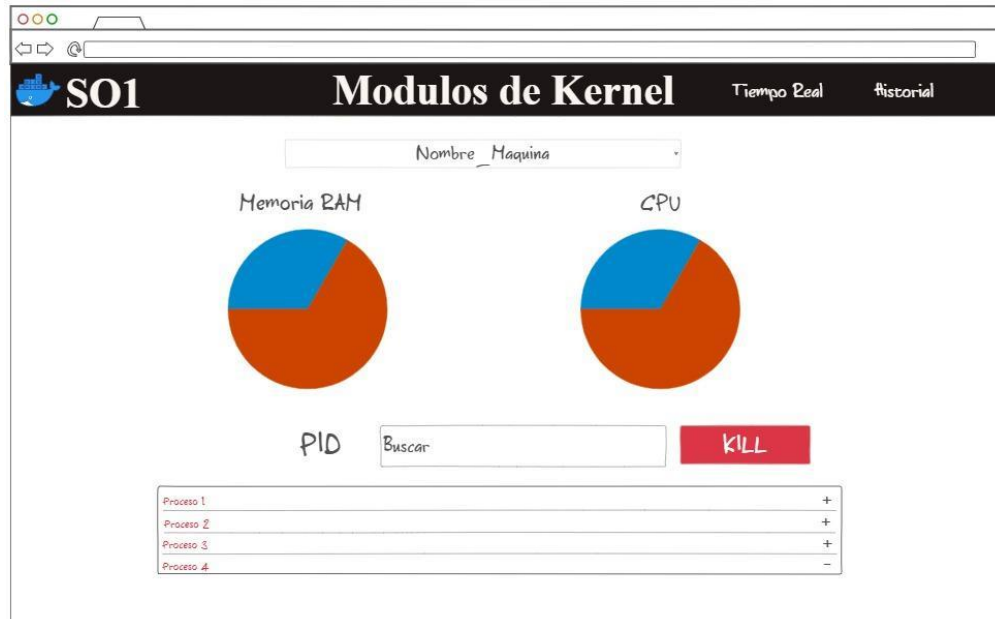 SO1 Modulos de Kernel Tiempo Real Historial
Nombre_Maquina
Memoria RAM CPU
PID Buscar KILL
Proceso 1 +
Proceso 2 +
Proceso 3 +
Proceso 4 -